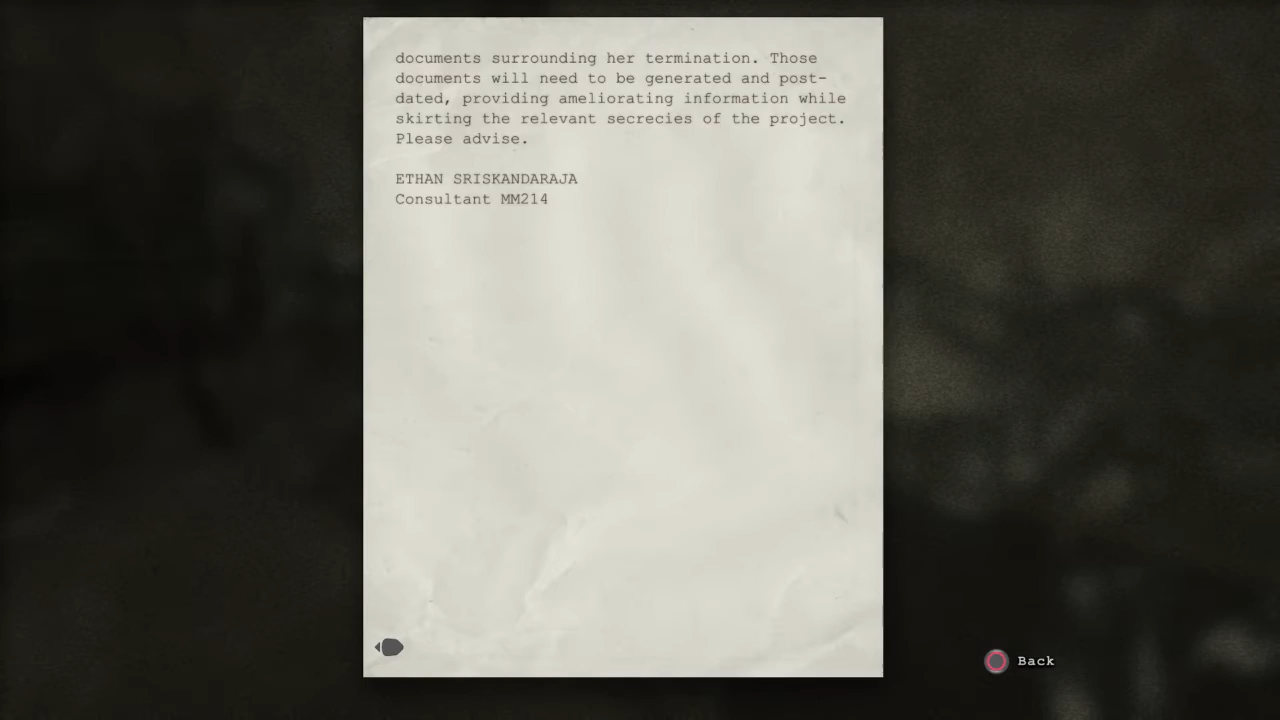 documents surrounding her termination. Those
documents will need to be generated and post-
dated, providing ameliorating information while
skirting the relevant secrecies of the project.
Please advise.
ETHAN SRISKANDARAJA
Consultant MM214
Back